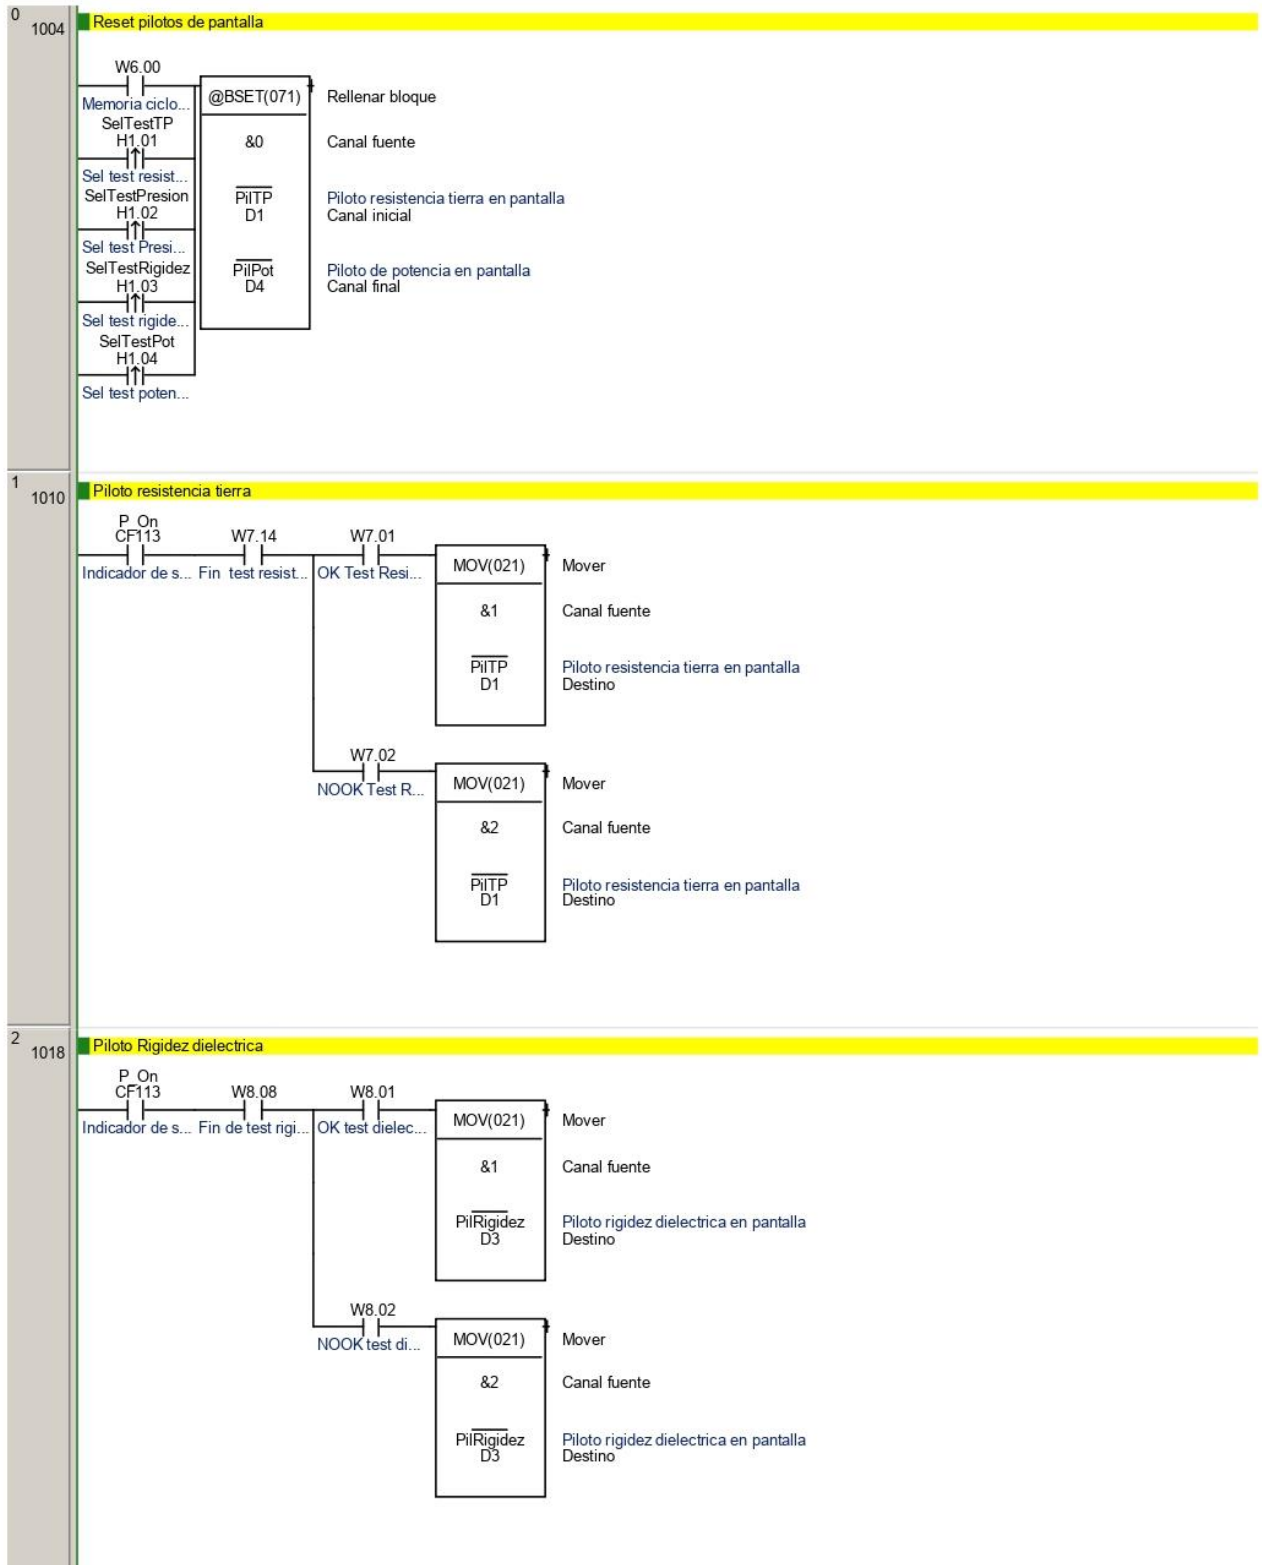 0
1004
Reset pilotos de pantalla
W6.00
Memoria ciclo...
@BSET(071)
Rellenar bloque
SelTestTP
H1.01
Sel test resist...
&0
Canal fuente
SelTestPresion
H1.02
Sel test Presi...
PilTP
D1
Piloto resistencia tierra en pantalla
Canal inicial
SelTestRigidez
H1.03
Sel test rigide...
PilPot
D4
Piloto de potencia en pantalla
Canal final
SelTestPot
H1.04
Sel test poten...
1
1010
Piloto resistencia tierra
P_On
CF113
Indicador de s...
W7.14
Fin test resist...
W7.01
OK Test Resi...
MOV(021)
Mover
&1
Canal fuente
PilTP
D1
Piloto resistencia tierra en pantalla
Destino
W7.02
NOOK Test R...
MOV(021)
Mover
&2
Canal fuente
PilTP
D1
Piloto resistencia tierra en pantalla
Destino
2
1018
Piloto Rigidez dielectrica
P_On
CF113
Indicador de s...
W8.08
Fin de test rigi...
W8.01
OK test dielec...
MOV(021)
Mover
&1
Canal fuente
PilRigidez
D3
Piloto rigidez dielectrica en pantalla
Destino
W8.02
NOOK test di...
MOV(021)
Mover
&2
Canal fuente
PilRigidez
D3
Piloto rigidez dielectrica en pantalla
Destino